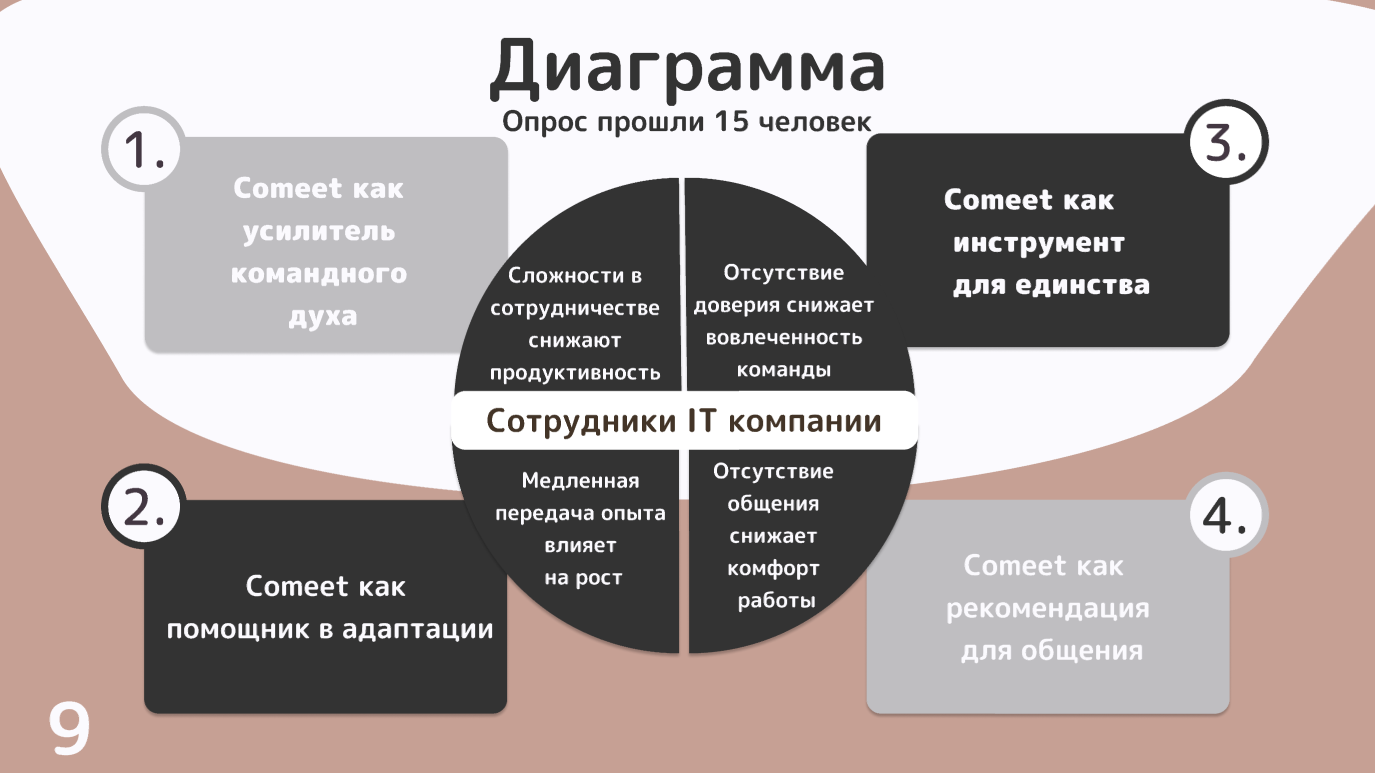 Диаграмма
Опрос прошли 15 человек
1.
Comeet как
усилитель
командного
духа
3.
Comeet как
инструмент
для единства
Сложности в
сотрудничестве
снижают
продуктивность
Отсутствие
доверия снижает
вовлеченность
команды
Сотрудники IT компании
Медленная
передача опыта
влияет
на рост
Отсутствие
общения
снижает
комфорт
работы
2.
Comeet как
помощник в адаптации
4.
Comeet как
рекомендация
для общения
9